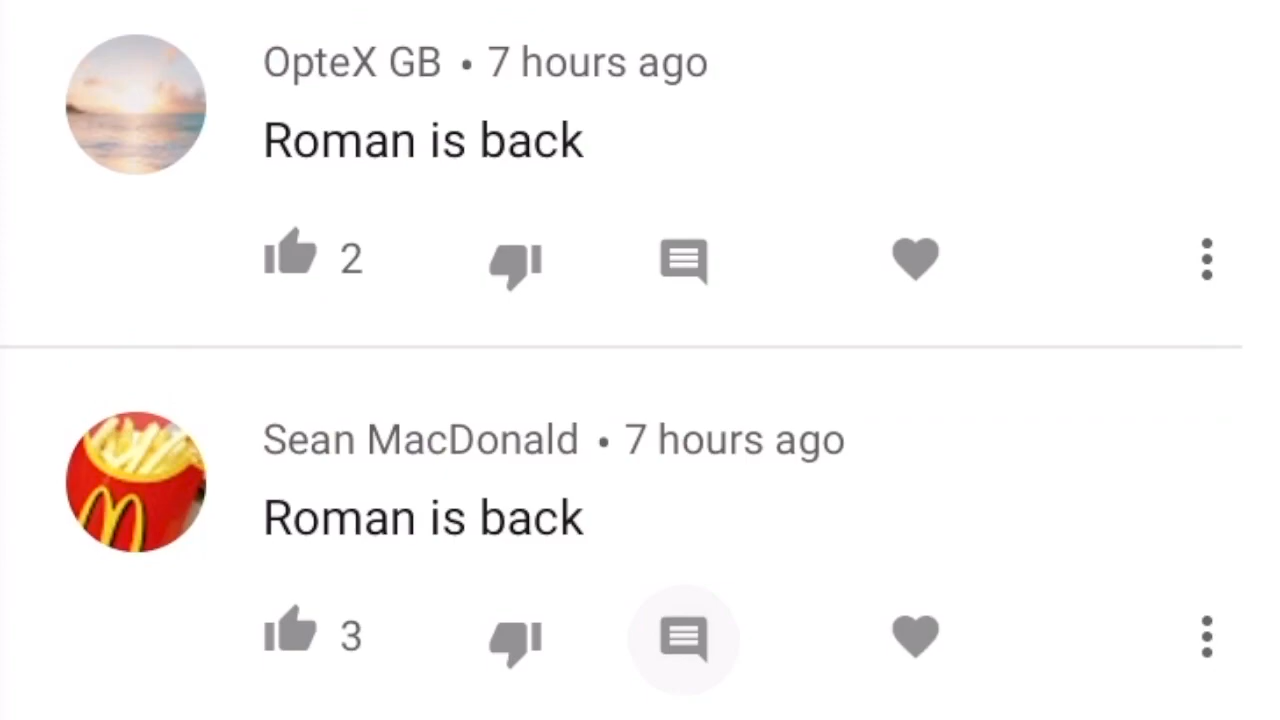 OpteX GB • 7 hours ago
Roman is back
2
Sean MacDonald • 7 hours ago
Roman is back
3